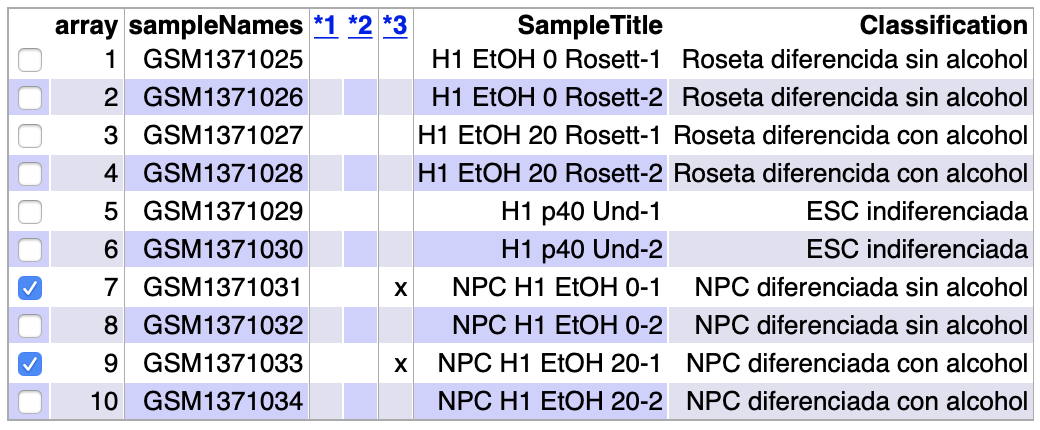 array sampleNames *1 *2 *3 SampleTitle Classification
1 GSM1371025 H1 EtOH 0 Rosett-1 Roseta diferencida sin alcohol
2 GSM1371026 H1 EtOH 0 Rosett-2 Roseta diferencida sin alcohol
3 GSM1371027 H1 EtOH 20 Rosett-1 Roseta diferencida con alcohol
4 GSM1371028 H1 EtOH 20 Rosett-2 Roseta diferencida con alcohol
5 GSM1371029 H1 p40 Und-1 ESC indiferenciada
6 GSM1371030 H1 p40 Und-2 ESC indiferenciada
7 GSM1371031 x NPC H1 EtOH 0-1 NPC diferenciada sin alcohol
8 GSM1371032 NPC H1 EtOH 0-2 NPC diferenciada sin alcohol
9 GSM1371033 x NPC H1 EtOH 20-1 NPC diferenciada con alcohol
10 GSM1371034 NPC H1 EtOH 20-2 NPC diferenciada con alcohol